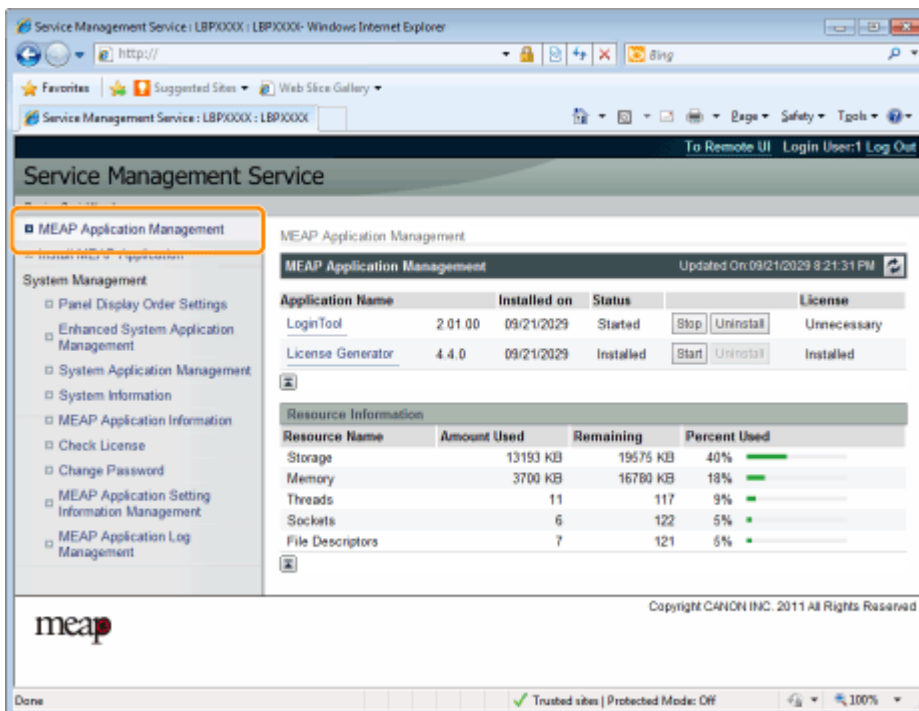 Service Management Service : LBPXXXX : LBPXXXX- Windows Internet Explorer
http://
Bing
Favorites Suggested Sites Web Slice Gallery
Service Management Service : LBPXXXX : LBPXXXX
Page Safety Tools
To Remote UI Login User:1 Log Out
Service Management Service
MEAP Application Management
System Management
Panel Display Order Settings
Enhanced System Application
Management
System Application Management
System Information
MEAP Application Information
Check License
Change Password
MEAP Application Setting
Information Management
MEAP Application Log
Management
MEAP Application Management
MEAP Application Management Updated On:09/21/2029 8:21:31 PM
Application Name Installed on Status License
LoginTool 2.01.00 09/21/2029 Started Stop Uninstall Unnecessary
License Generator 4.4.0 09/21/2029 Installed Start Uninstall Installed
Resource Information
Resource Name Amount Used Remaining Percent Used
Storage 13193 KB 19575 KB 40%
Memory 3700 KB 16780 KB 18%
Threads 11 117 9%
Sockets 6 122 5%
File Descriptors 7 121 6%
Copyright CANON INC. 2011 All Rights Reserved
meap
Done Trusted sites | Protected Mode: Off 100%